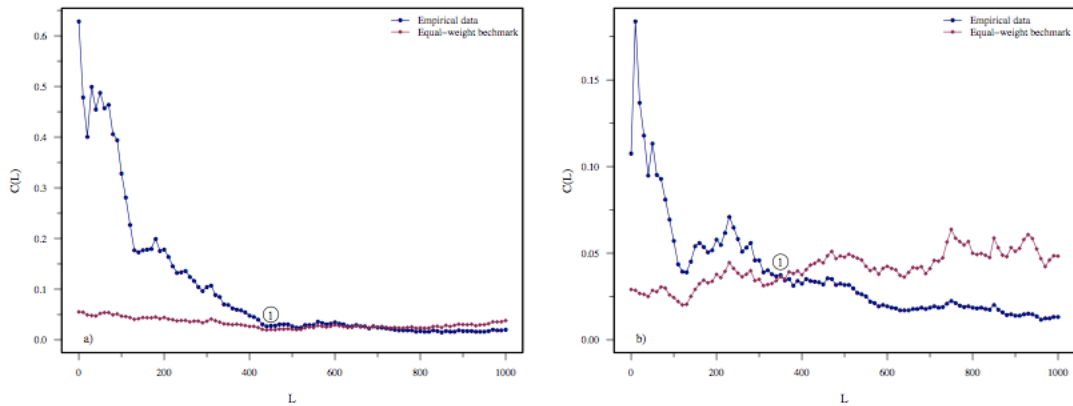 Empirical data
Equal-weight bechmark
0.6
0.5
0.4
0.3
0.2
0.1
0.0
C(L)
1
a)
0 200 400 600 800 1000
L
Empirical data
Equal-weight bechmark
0.15
0.10
0.05
0.00
C(L)
1
b)
0 200 400 600 800 1000
L